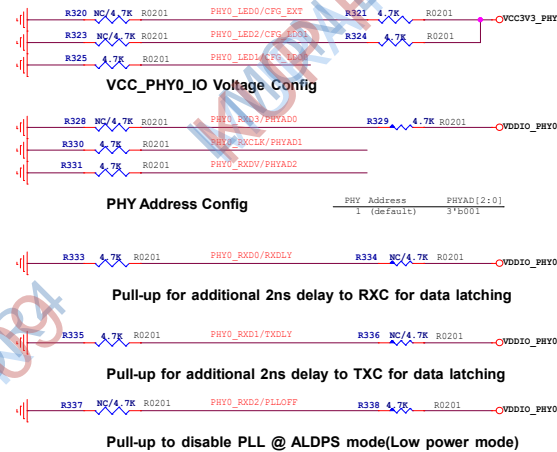 R320 NC/4.7K R0201 PHY0_LED0/CFG_EXT R321 4.7K R0201 VCC3V3_PHY
R323 NC/4.7K R0201 PHY0_LED2/CFG_LDO1 R324 4.7K R0201
R325 4.7K R0201 PHY0_LED1/CFG_LDO0
VCC_PHY0_IO Voltage Config
R328 NC/4.7K R0201 PHY0_RXD3/PHYAD0 R329 4.7K R0201 VDDIO_PHY0
R330 4.7K R0201 PHY0_RXCLK/PHYAD1
R331 4.7K R0201 PHY0_RXDV/PHYAD2
PHY Address Config
PHY Address PHYAD[2:0]
1 (default) 3'b001
R333 4.7K R0201 PHY0_RXD0/RXDLY R334 NC/4.7K R0201 VDDIO_PHY0
Pull-up for additional 2ns delay to RXC for data latching
R335 4.7K R0201 PHY0_RXD1/TXDLY R336 NC/4.7K R0201 VDDIO_PHY0
Pull-up for additional 2ns delay to TXC for data latching
R337 NC/4.7K R0201 PHY0_RXD2/PLLOFF R338 4.7K R0201 VDDIO_PHY0
Pull-up to disable PLL @ ALDPS mode(Low power mode)